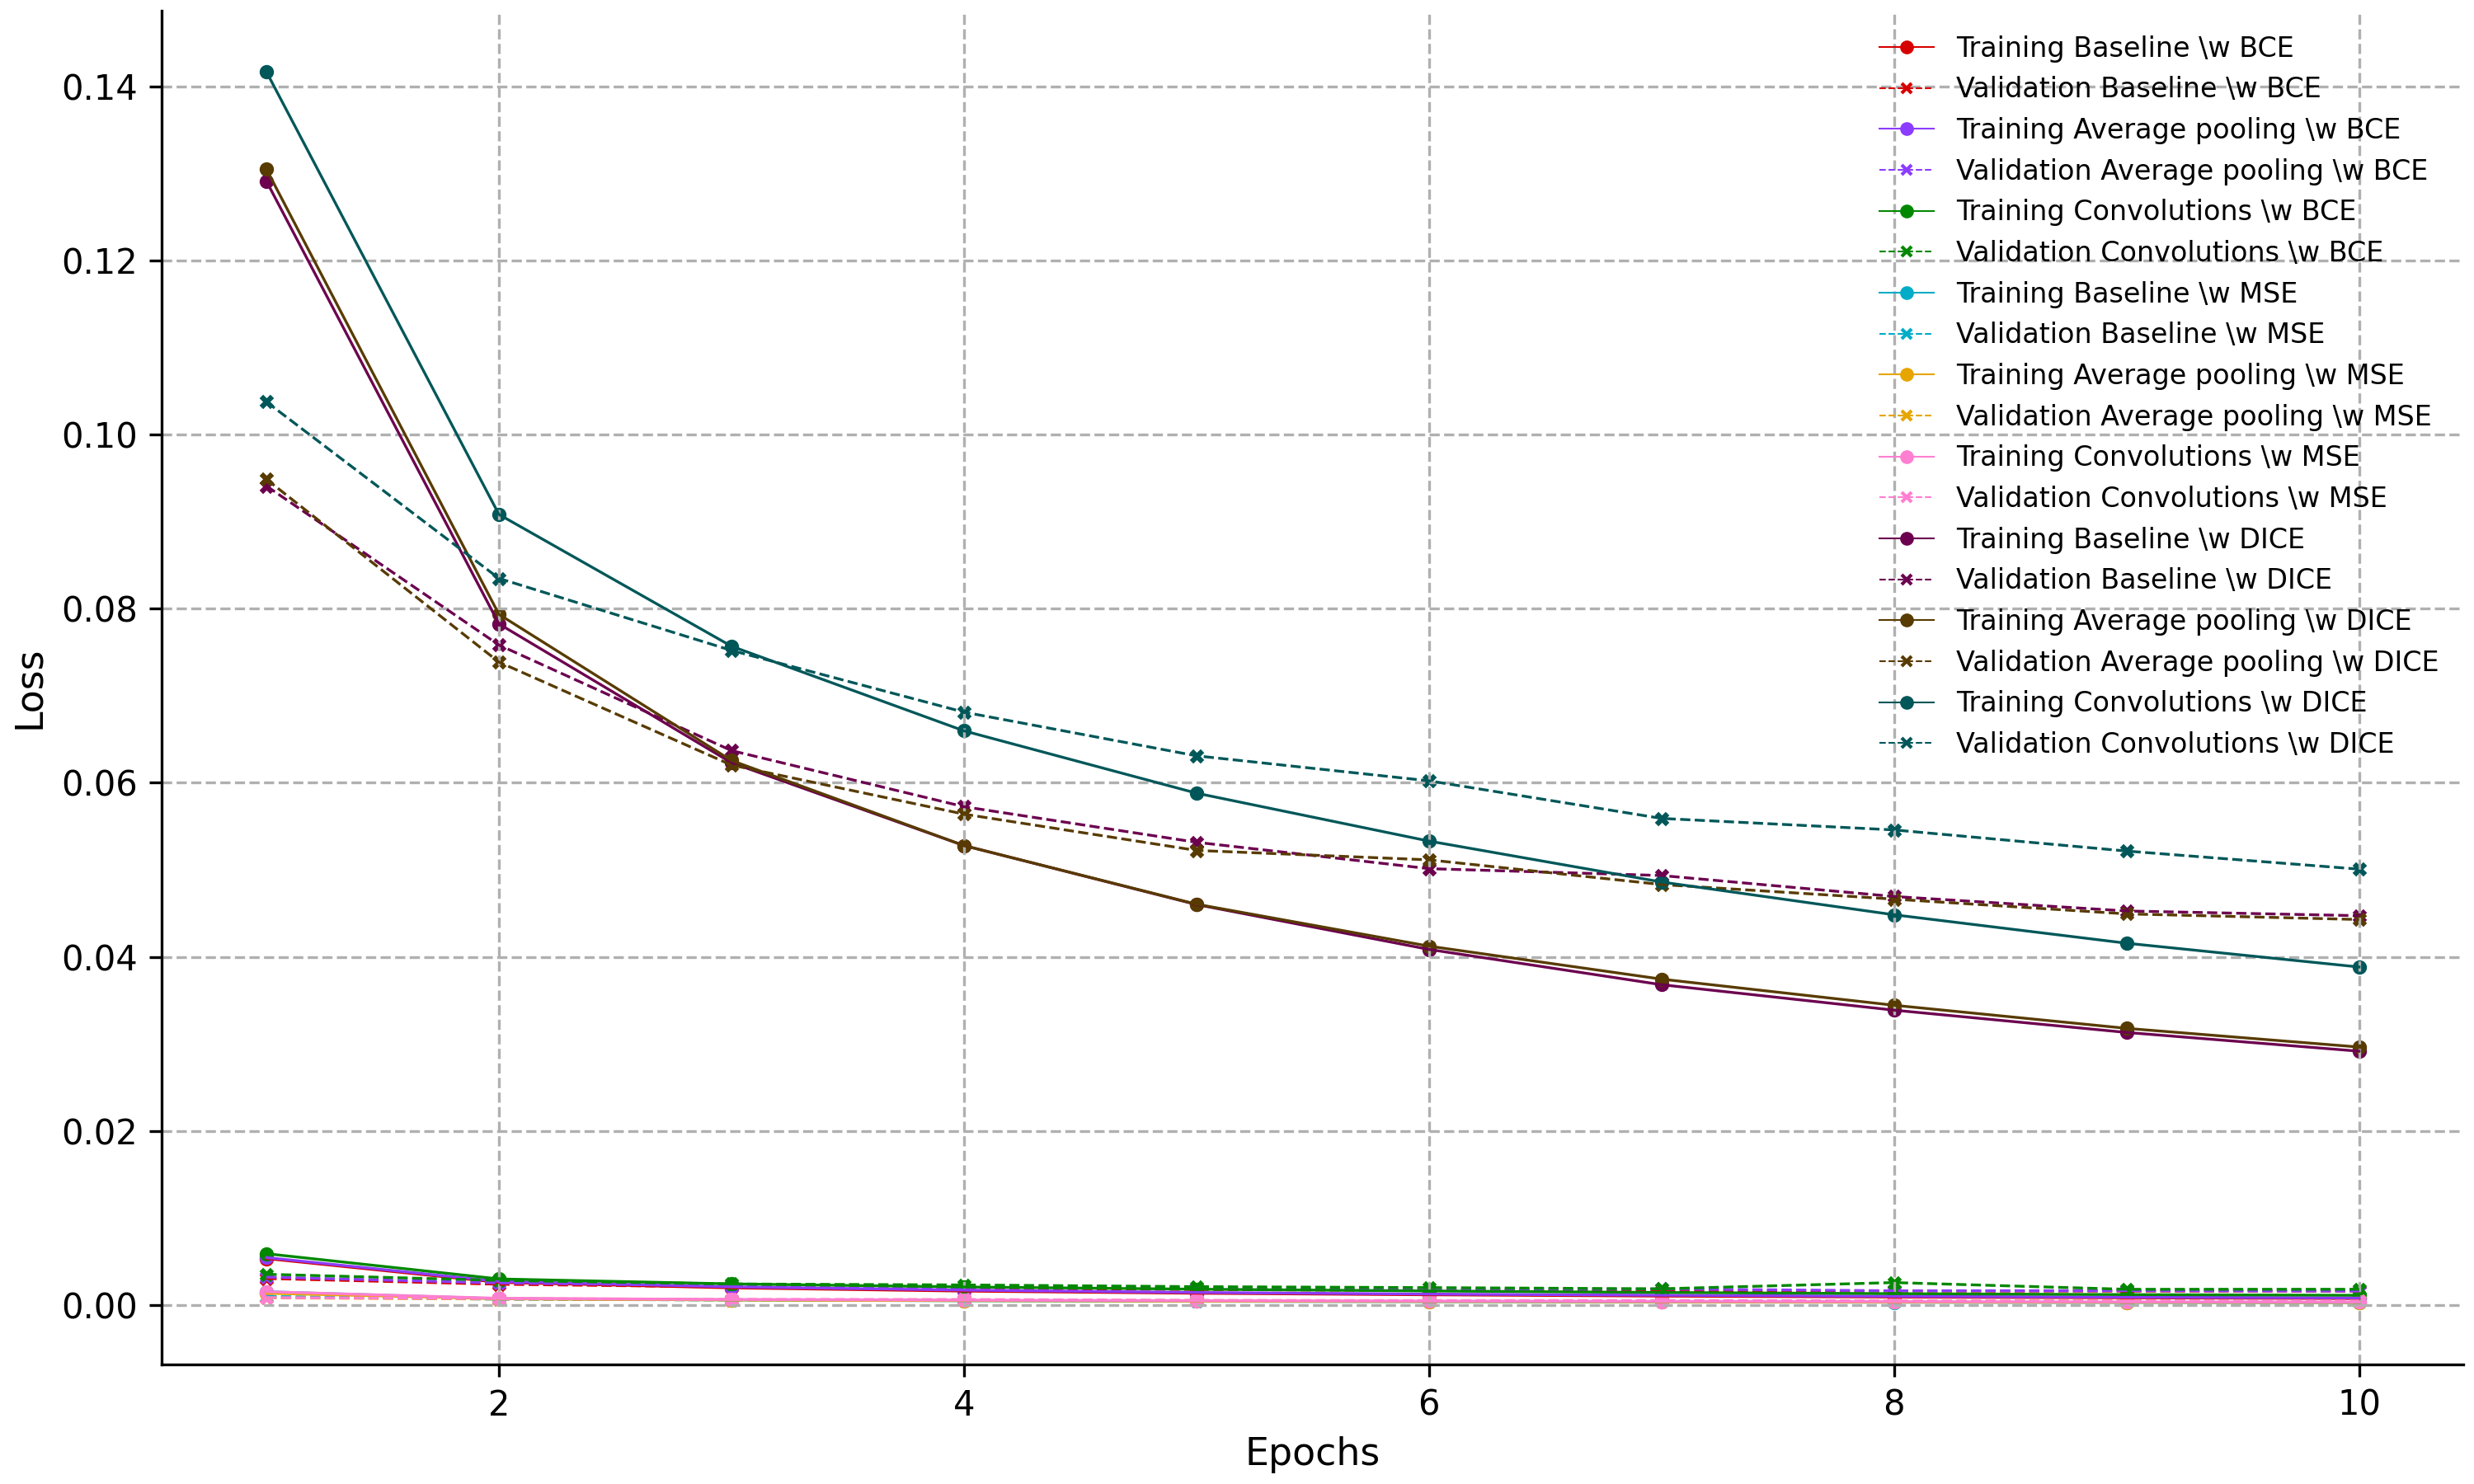 Training Baseline \w BCE
Validation Baseline \w BCE
Training Average pooling \w BCE
Validation Average pooling \w BCE
Training Convolutions \w BCE
Validation Convolutions \w BCE
Training Baseline \w MSE
Validation Baseline \w MSE
Training Average pooling \w MSE
Validation Average pooling \w MSE
Training Convolutions \w MSE
Validation Convolutions \w MSE
Training Baseline \w DICE
Validation Baseline \w DICE
Training Average pooling \w DICE
Validation Average pooling \w DICE
Training Convolutions \w DICE
Validation Convolutions \w DICE
0.14
0.12
0.10
0.08
0.06
0.04
0.02
0.00
Loss
2 4 6 8 10
Epochs